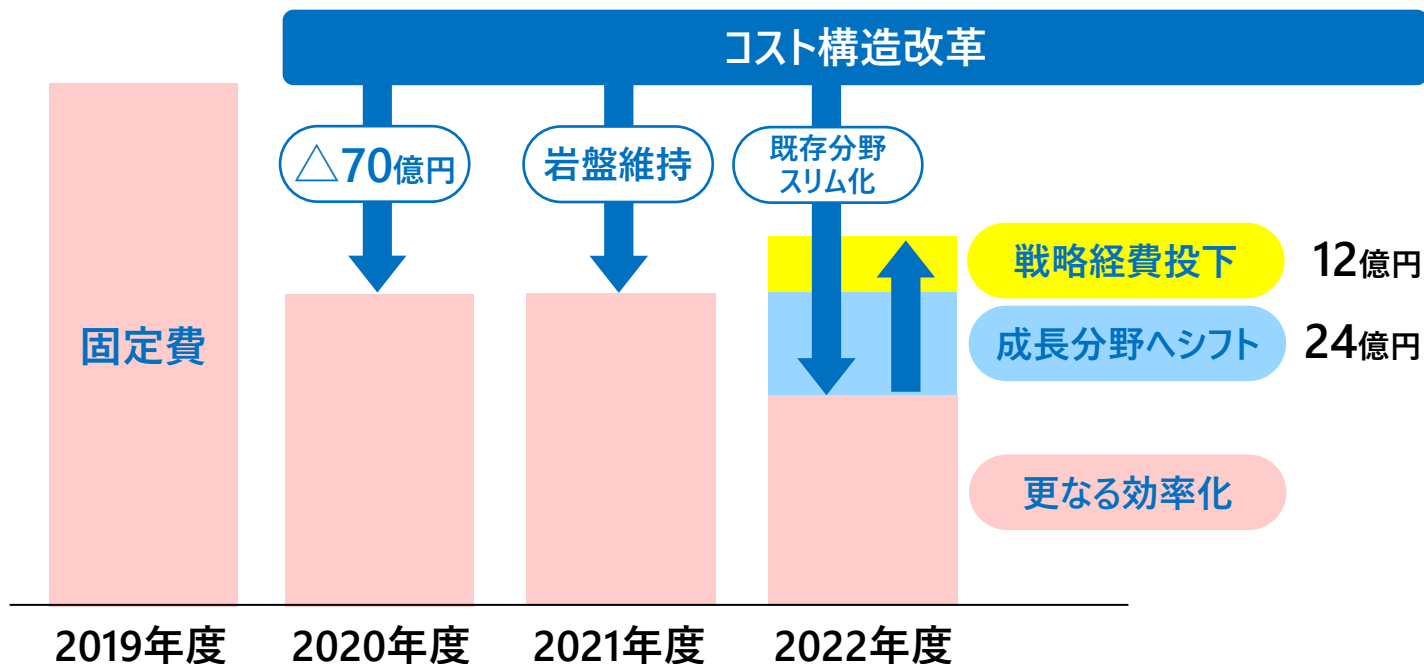 コスト構造改革
△70億円
岩盤維持
既存分野
スリム化
戦略経費投下
12億円
固定費
成長分野へシフト
24億円
更なる効率化
2019年度
2020年度
2021年度
2022年度